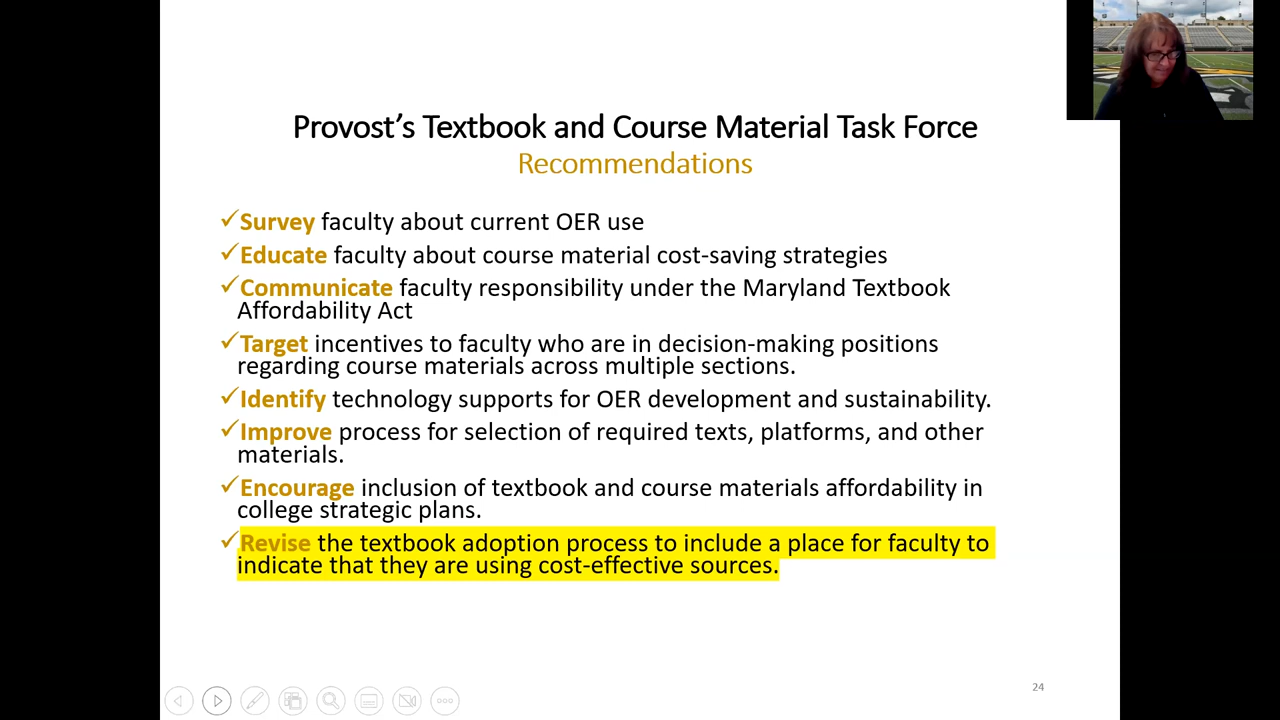 Provost's Textbook and Course Material Task Force
Recommendations
✓Survey faculty about current OER use
✓Educate faculty about course material cost-saving strategies
✓Communicate faculty responsibility under the Maryland Textbook
Affordability Act
✓Target incentives to faculty who are in decision-making positions
regarding course materials across multiple sections.
✓Identify technology supports for OER development and sustainability.
✓Improve process for selection of required texts, platforms, and other
materials.
✓Encourage inclusion of textbook and course materials affordability in
college strategic plans.
✓Revise the textbook adoption process to include a place for faculty to
indicate that they are using cost-effective sources.
24